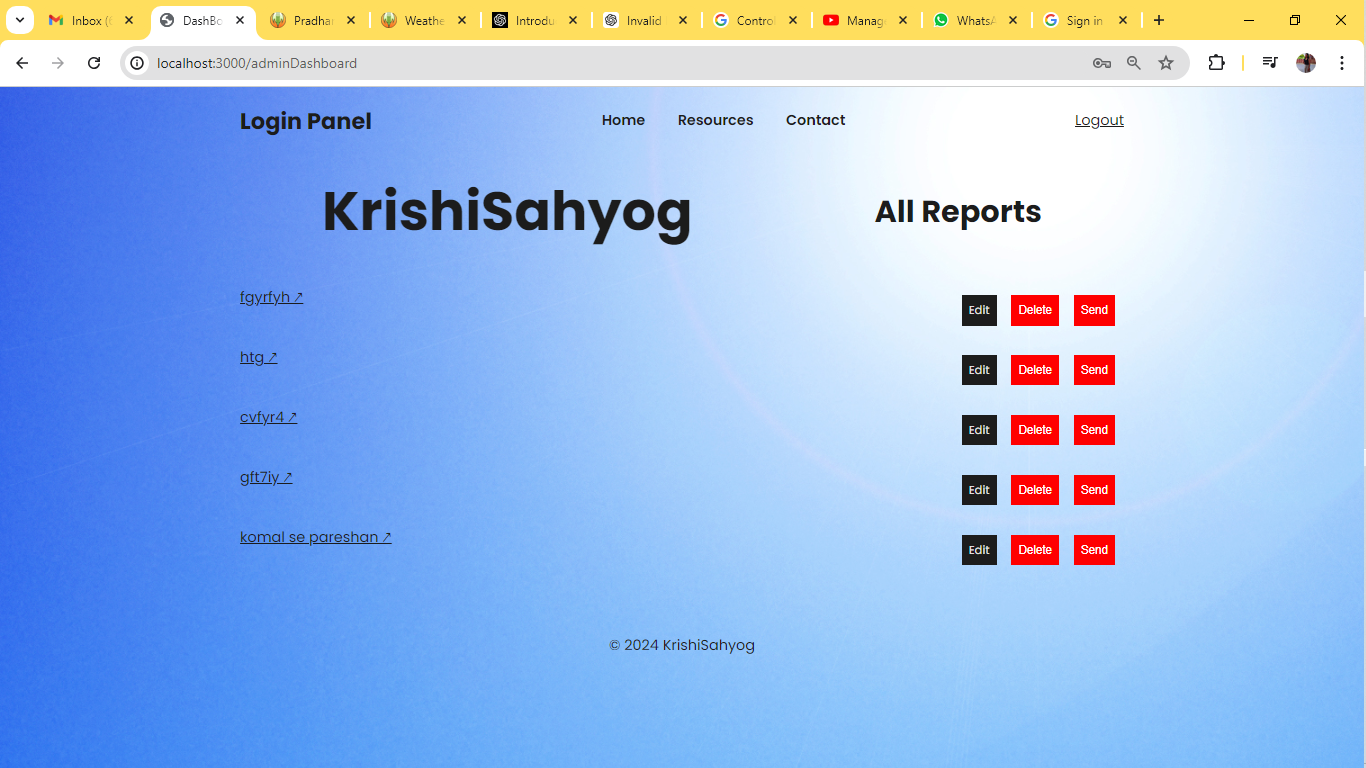 Inbox (
DashBo
Pradhan
Weathe
Introdu
Invalid
Control
Manage
WhatsA
Sign in
localhost:3000/adminDashboard
Login Panel Home Resources Contact Logout
KrishiSahyog All Reports
fgyrfyh ↗ Edit Delete Send
htg ↗ Edit Delete Send
cvfyr4 ↗ Edit Delete Send
gft7iy ↗ Edit Delete Send
komal se pareshan ↗ Edit Delete Send
© 2024 KrishiSahyog